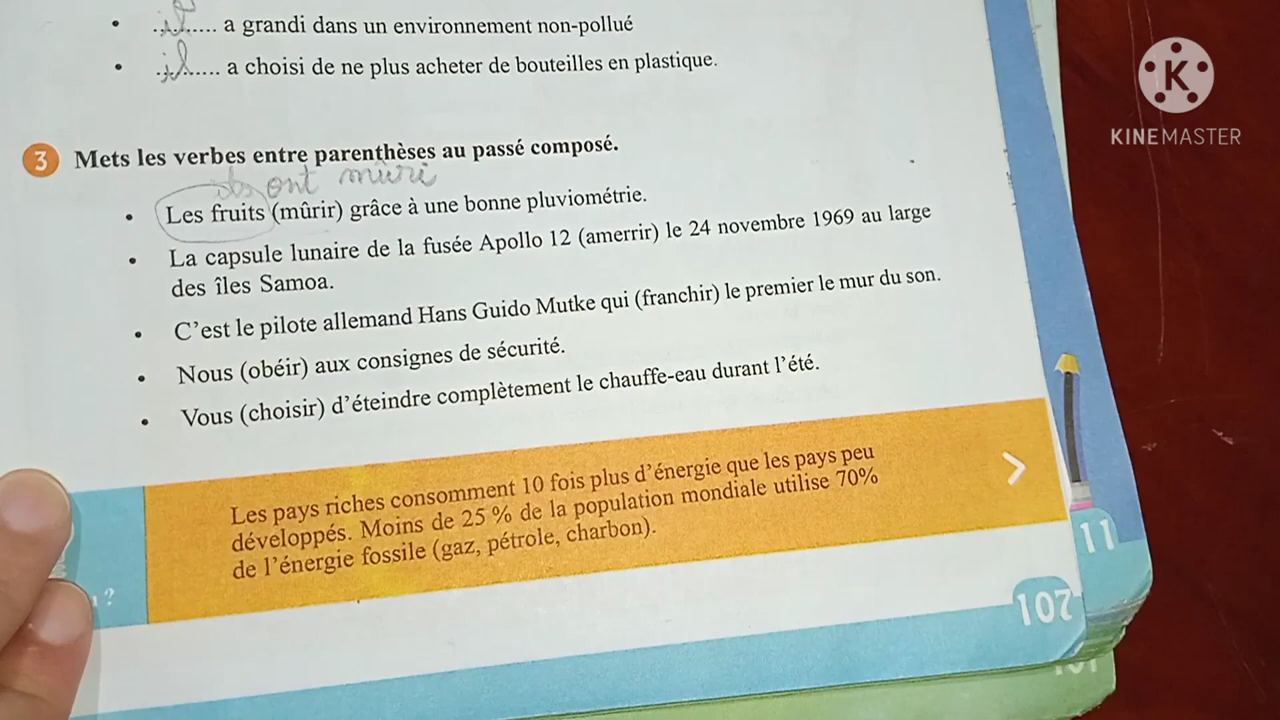 il a grandi dans un environnement non-pollué
il a choisi de ne plus acheter de bouteilles en plastique.
KINEMASTER
3 Mets les verbes entre parenthèses au passé composé.
ils ont mûri
Les fruits (mûrir) grâce à une bonne pluviométrie.
La capsule lunaire de la fusée Apollo 12 (amerrir) le 24 novembre 1969 au large
des îles Samoa.
C'est le pilote allemand Hans Guido Mutke qui (franchir) le premier le mur du son.
Nous (obéir) aux consignes de sécurité.
Vous (choisir) d'éteindre complètement le chauffe-eau durant l'été.
Les pays riches consomment 10 fois plus d'énergie que les pays peu
développés. Moins de 25 % de la population mondiale utilise 70%
de l'énergie fossile (gaz, pétrole, charbon).
?
11
107